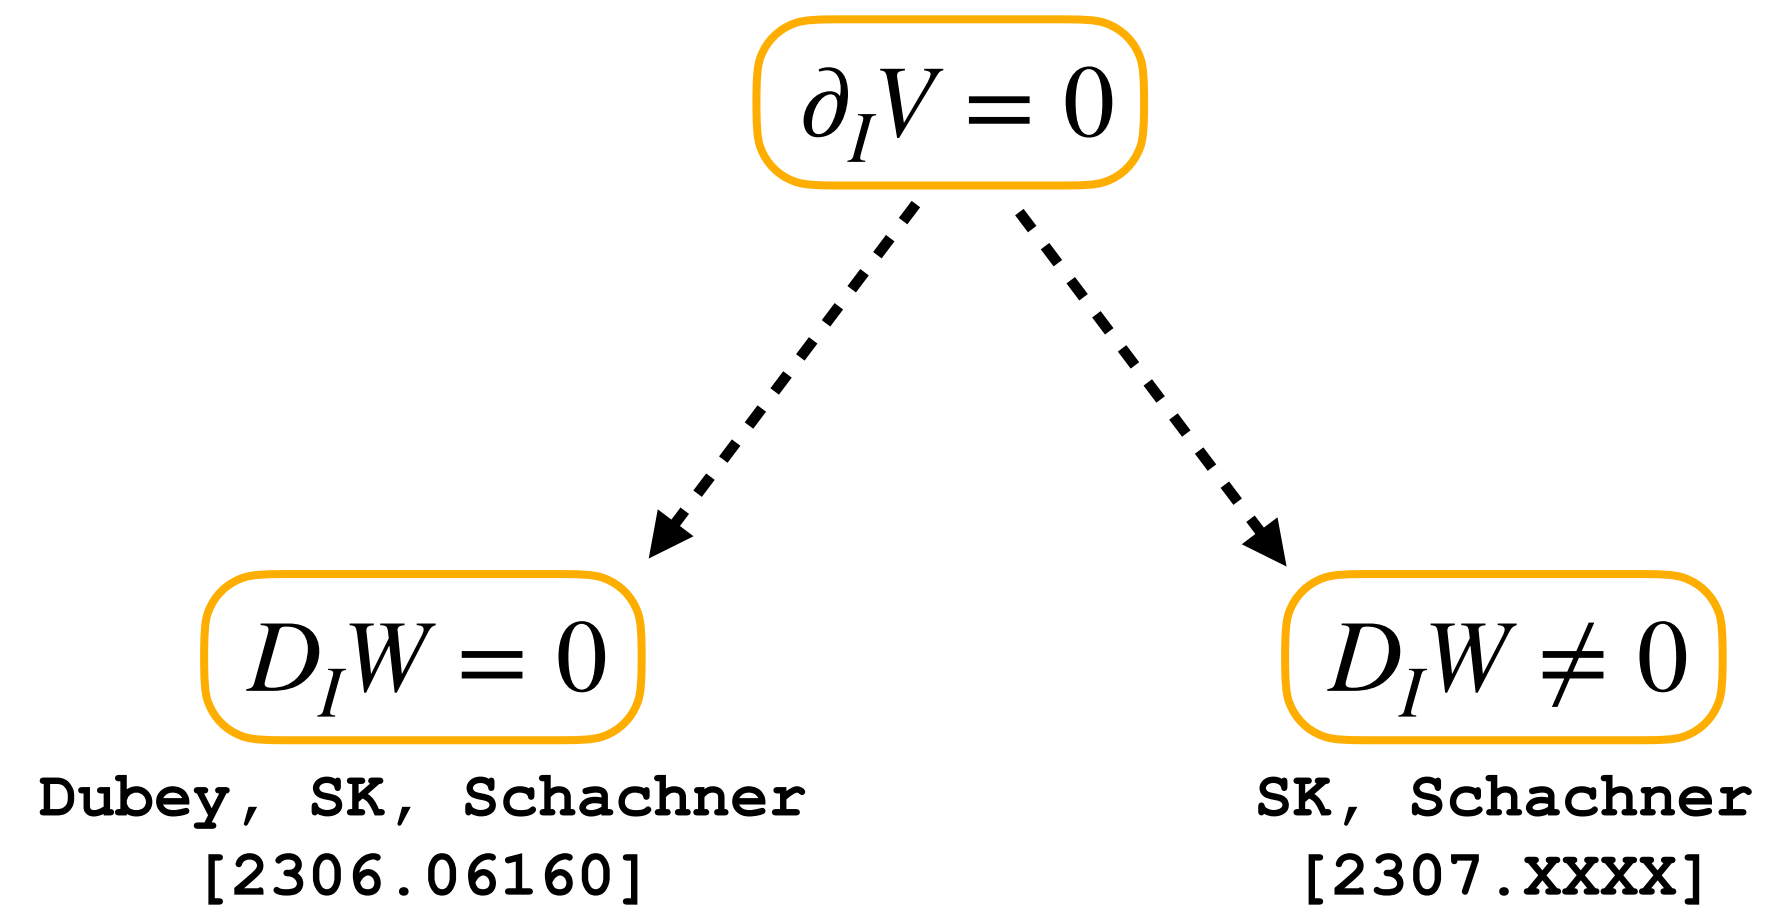 ∂_I V = 0
D_I W = 0
D_I W ≠ 0
Dubey, SK, Schachner
[2306.06160]
SK, Schachner
[2307.XXXX]